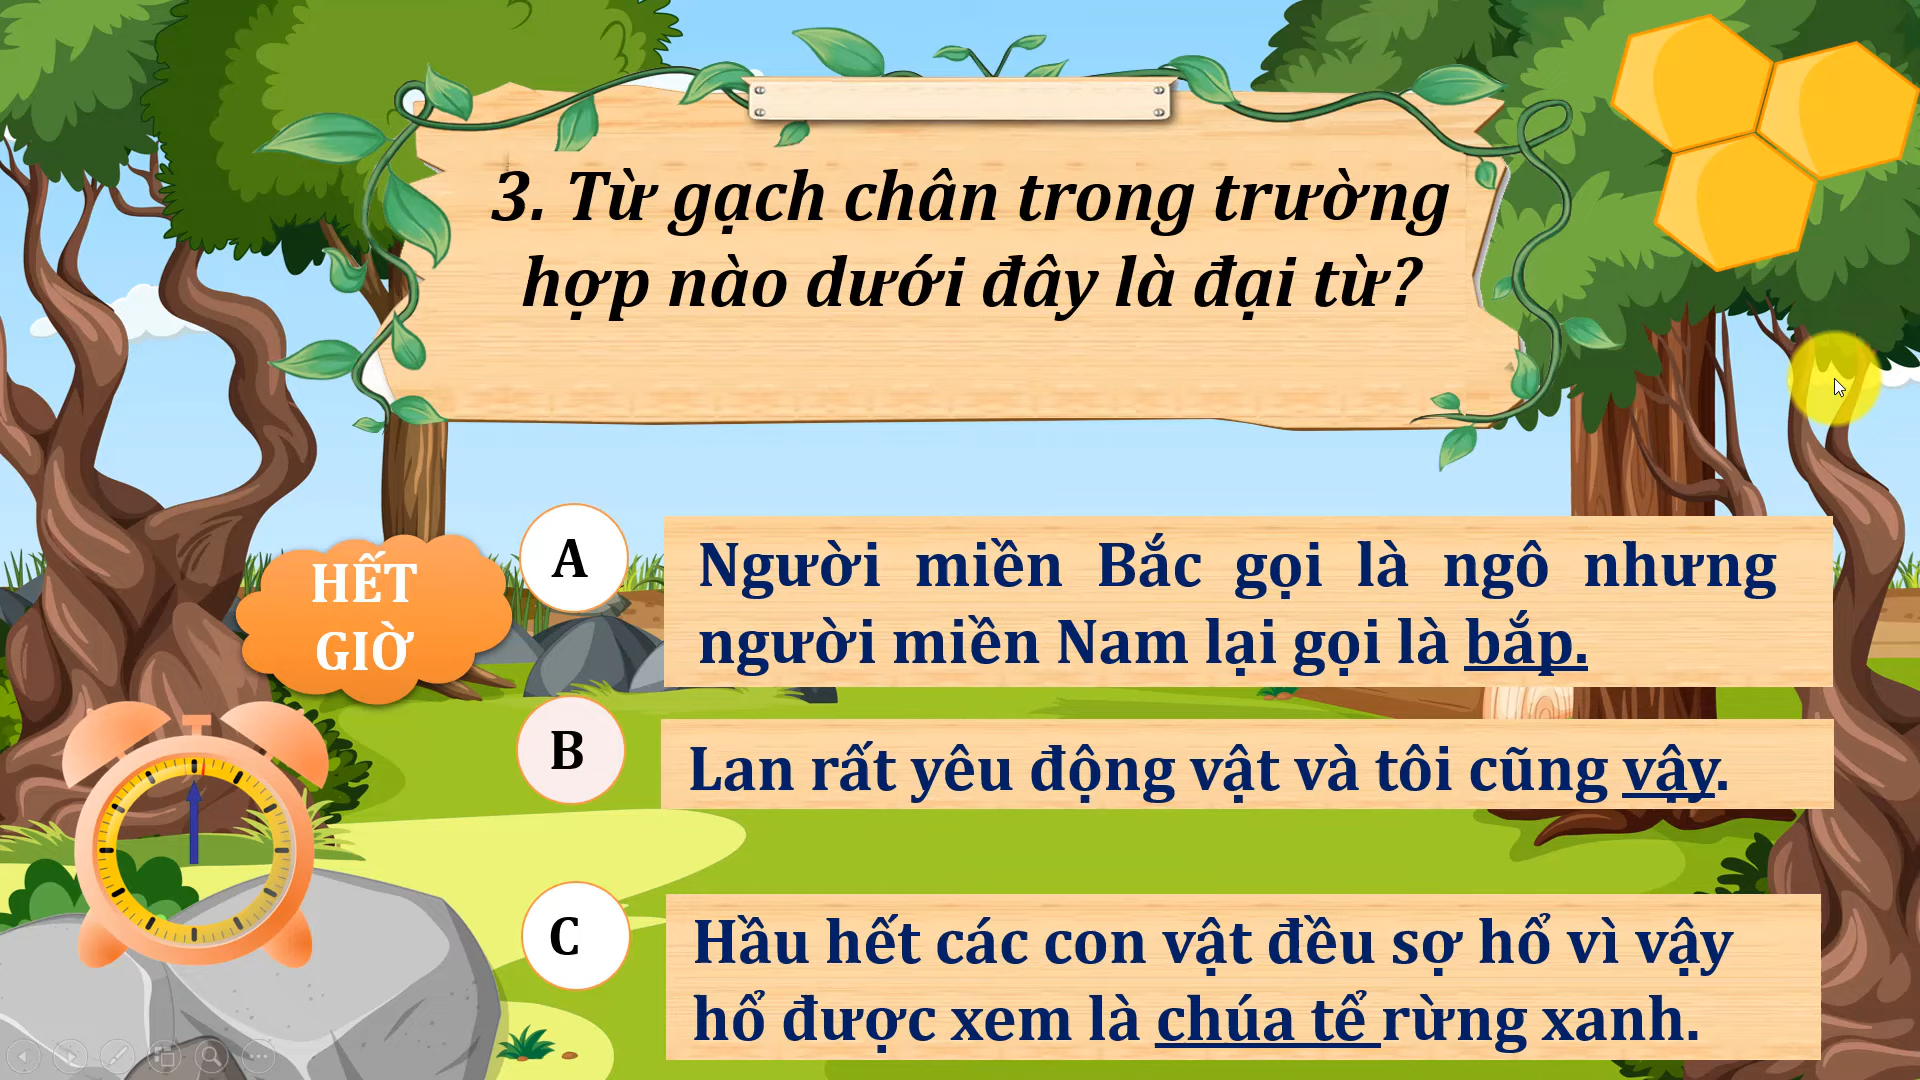 3. Từ gạch chân trong trường
hợp nào dưới đây là đại từ?
HẾT
GIỜ
A
Người miền Bắc gọi là ngô nhưng
người miền Nam lại gọi là bắp.
B
Lan rất yêu động vật và tôi cũng vậy.
C
Hầu hết các con vật đều sợ hổ vì vậy
hổ được xem là chúa tể rừng xanh.